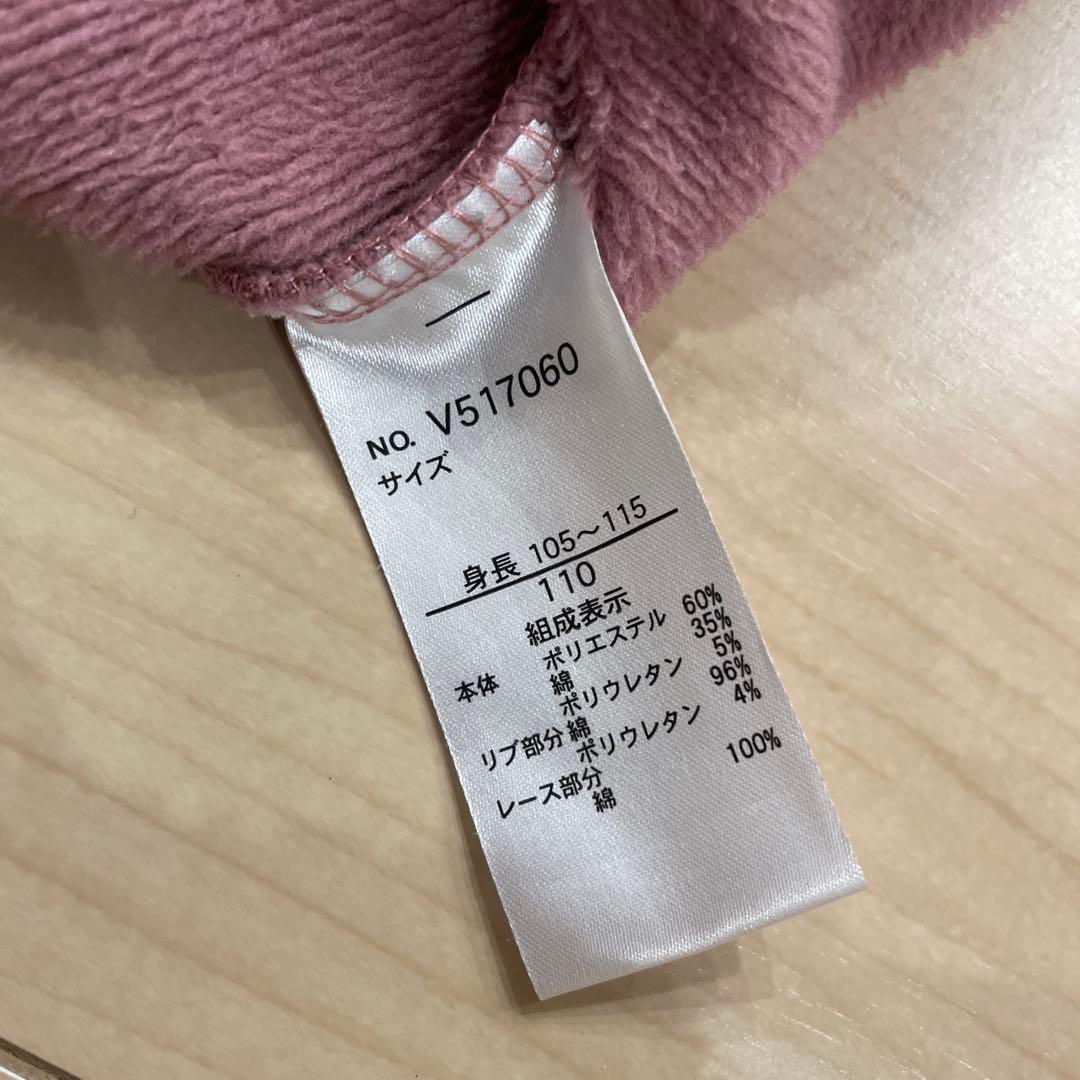 NO. V517060
サイズ
身長 105～115
110
組成表示
本体 ポリエステル 60%
綿 35%
ポリウレタン 5%
リブ部分 綿 96%
ポリウレタン 4%
レース部分
綿 100%